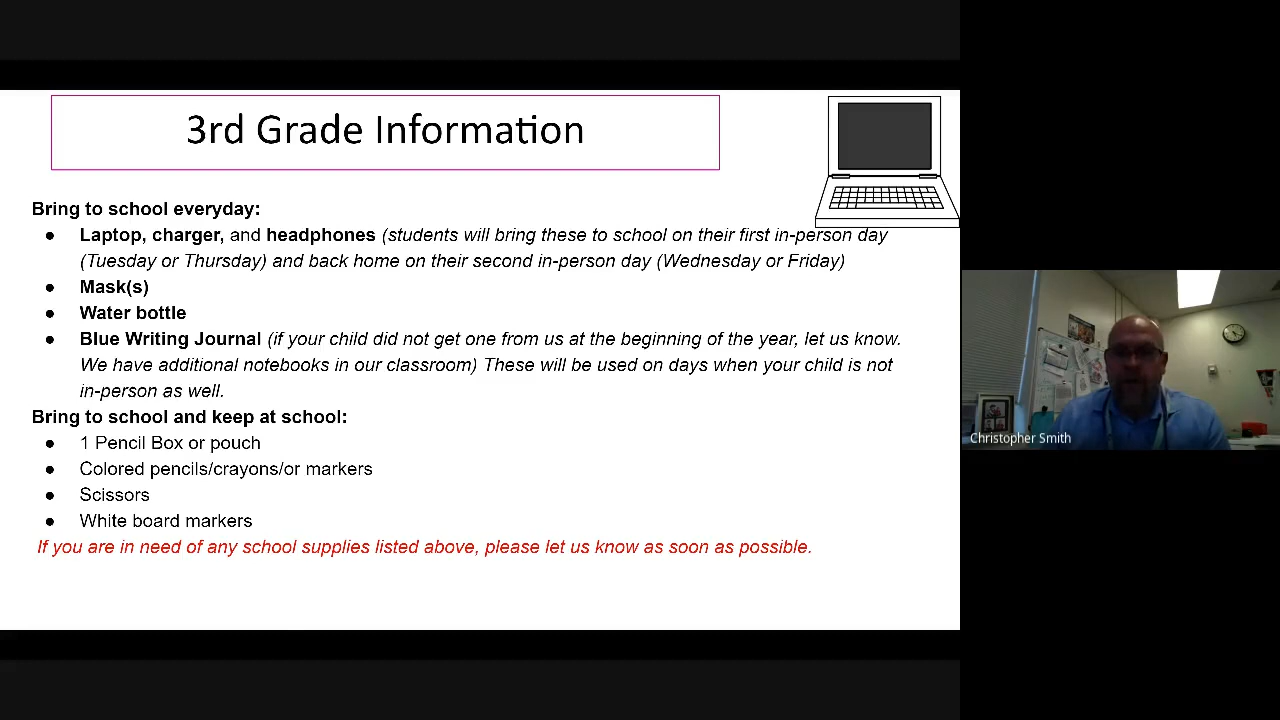 3rd Grade Information
Bring to school everyday:
● Laptop, charger, and headphones (students will bring these to school on their first in-person day
(Tuesday or Thursday) and back home on their second in-person day (Wednesday or Friday)
● Mask(s)
● Water bottle
● Blue Writing Journal (if your child did not get one from us at the beginning of the year, let us know.
We have additional notebooks in our classroom) These will be used on days when your child is not
in-person as well.
Bring to school and keep at school:
● 1 Pencil Box or pouch
● Colored pencils/crayons/or markers
● Scissors
● White board markers
If you are in need of any school supplies listed above, please let us know as soon as possible.
Christopher Smith